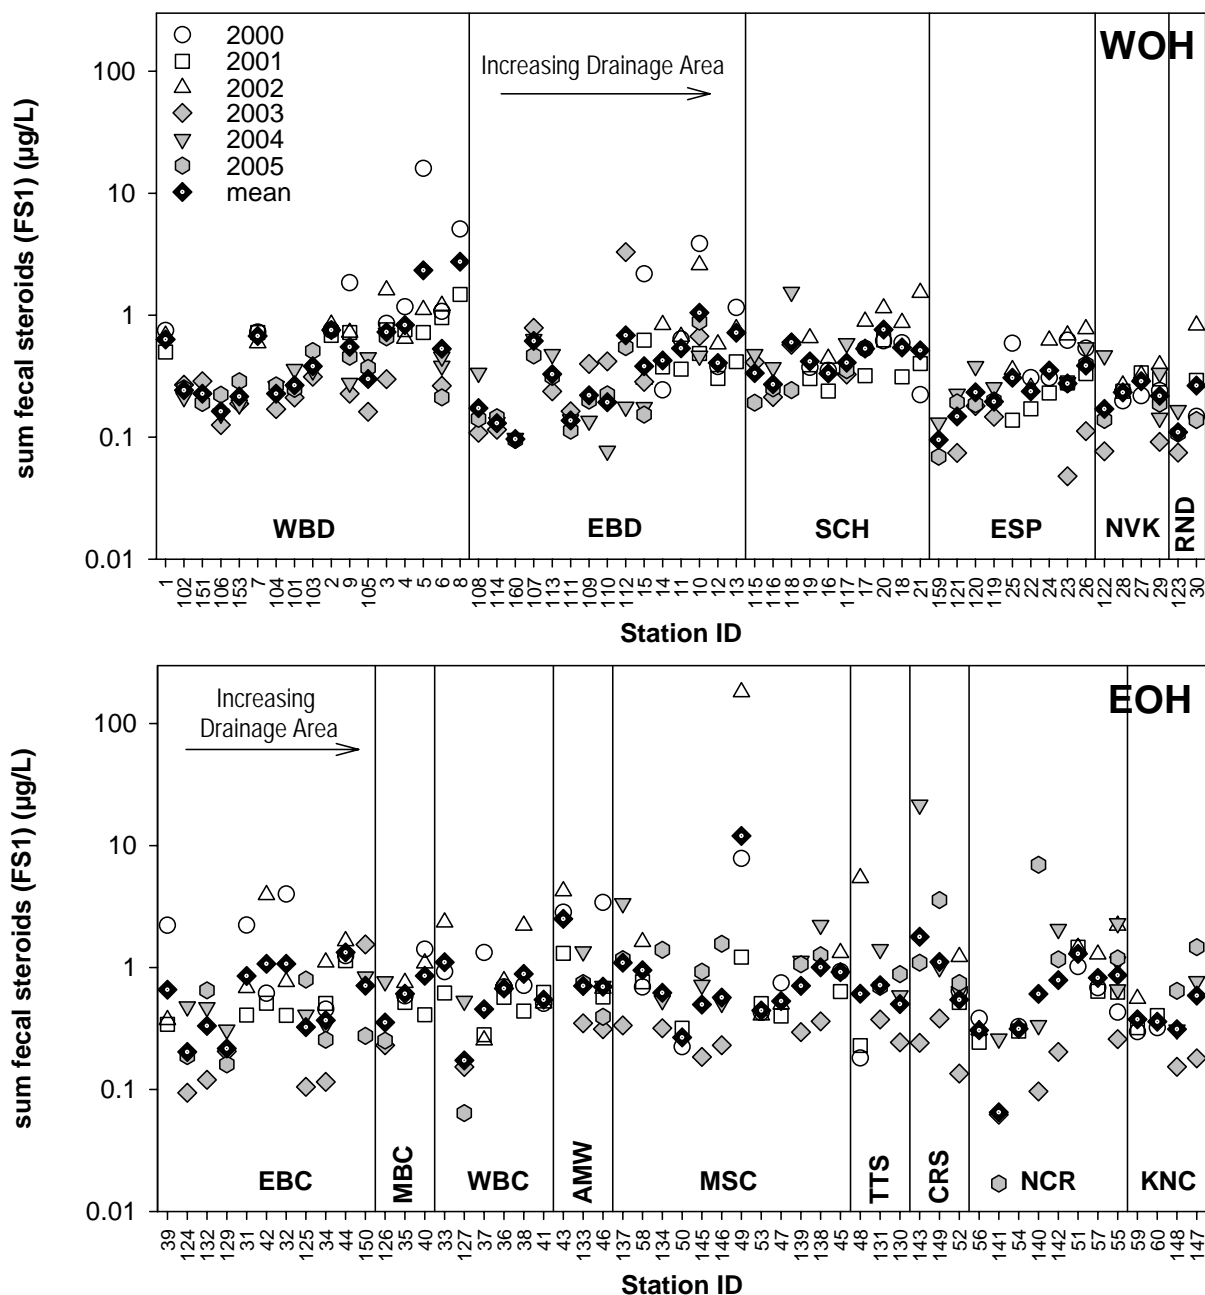 sum fecal steroids (FS1) (µg/L)
100
10
1
0.1
0.01
2000
2001
2002
2003
2004
2005
mean
Increasing Drainage Area
WOH
WBD EBD SCH ESP NVK RND
1 102 151 106 153 7 104 101 103 2 9 105 3 4 5 6 8 108 114 160 107 113 111 109 110 112 15 14 11 10 12 13 115 116 118 19 16 117 17 20 18 21 159 121 120 119 25 22 24 23 26 122 28 27 29 123 30
Station ID
sum fecal steroids (FS1) (µg/L)
100
10
1
0.1
0.01
Increasing
Drainage Area
EOH
EBC MBC WBC AMW MSC TTS CRS NCR KNC
39 124 132 129 31 42 32 125 34 44 150 126 35 40 33 127 37 36 38 41 43 133 46 137 58 134 50 145 146 49 53 47 139 138 45 48 131 130 143 149 52 56 141 54 140 142 51 57 55 59 60 148 147
Station ID